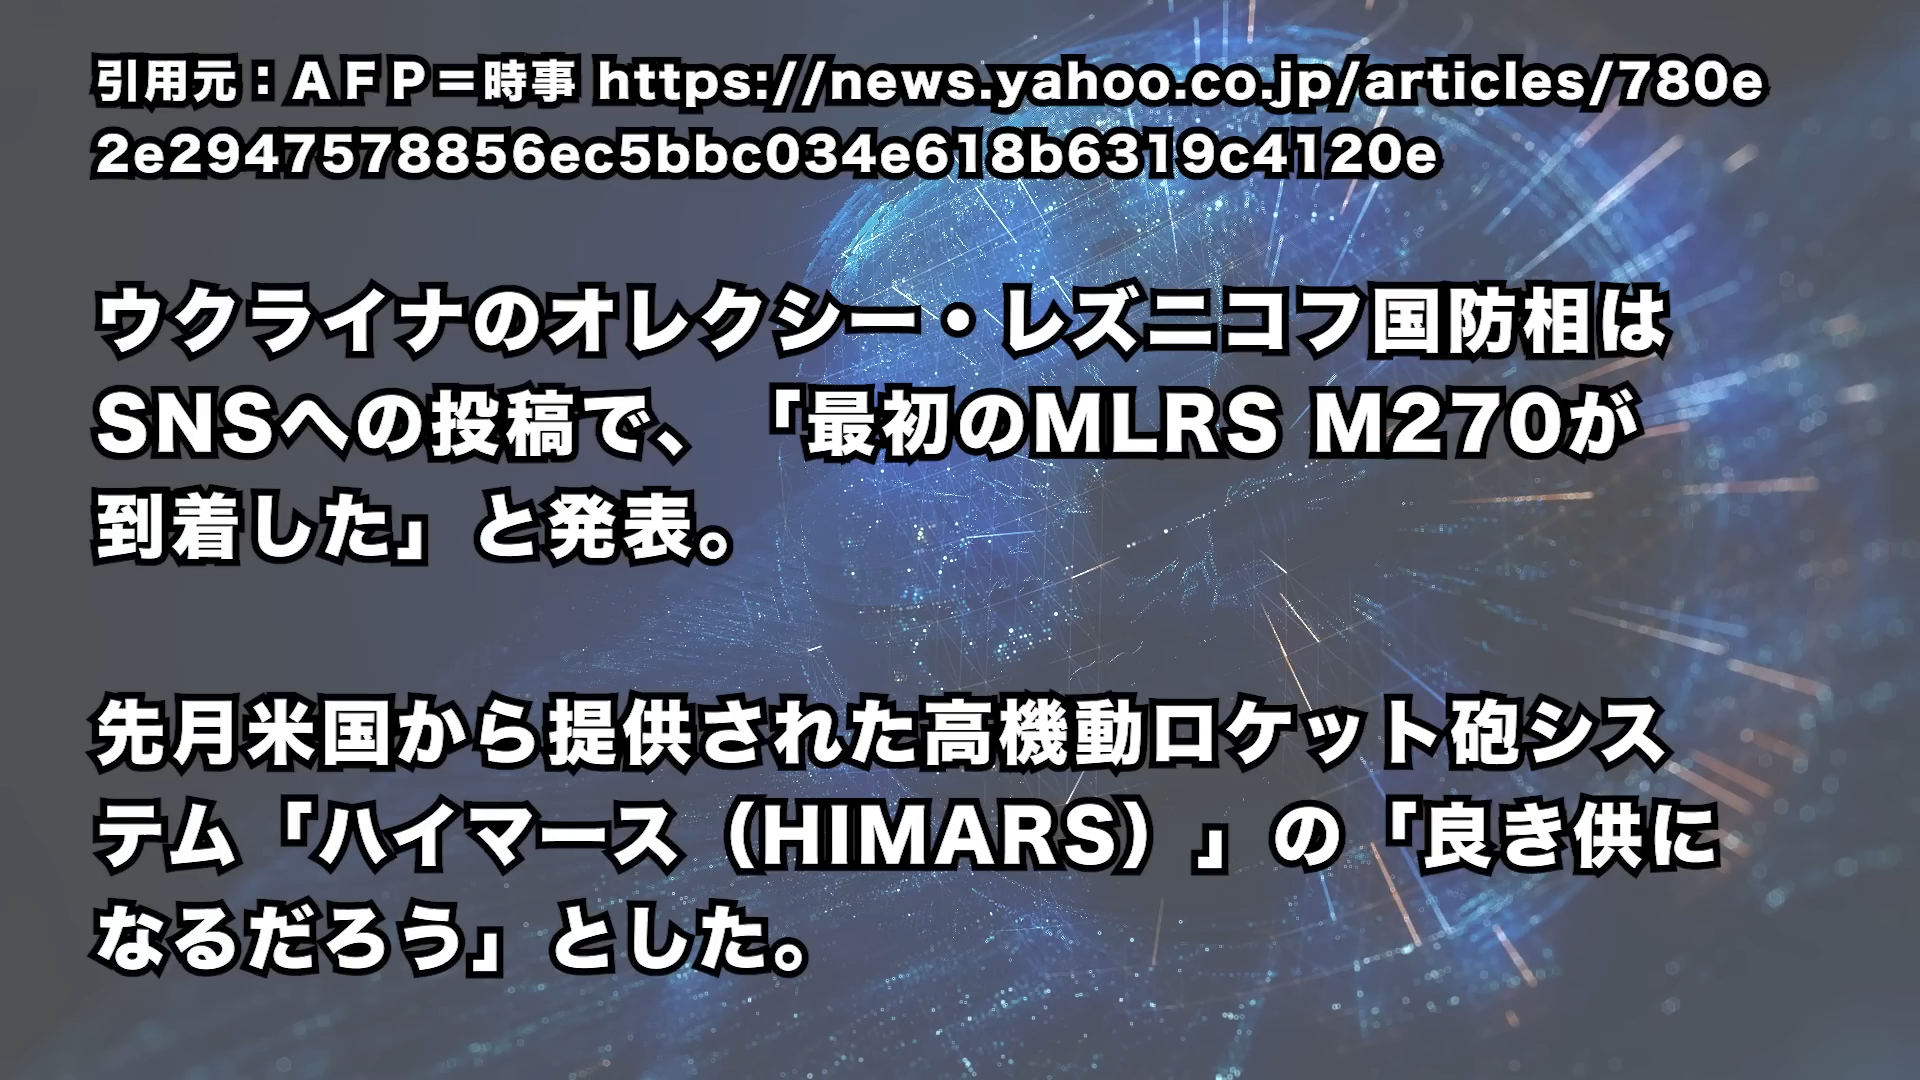 引用元：ＡＦＰ＝時事 https://news.yahoo.co.jp/articles/780e
2e2947578856ec5bbc034e618b6319c4120e
ウクライナのオレクシー・レズニコフ国防相は
SNSへの投稿で、「最初のMLRS M270が
到着した」と発表。
先月米国から提供された高機動ロケット砲シス
テム「ハイマース（HIMARS）」の「良き供に
なるだろう」とした。